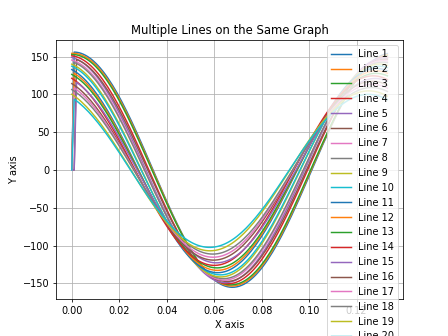 Multiple Lines on the Same Graph
Y axis
150
100
50
0
−50
−100
−150
0.00
0.02
0.04
0.06
0.08
0.10
X axis
Line 1
Line 2
Line 3
Line 4
Line 5
Line 6
Line 7
Line 8
Line 9
Line 10
Line 11
Line 12
Line 13
Line 14
Line 15
Line 16
Line 17
Line 18
Line 19
Line 20